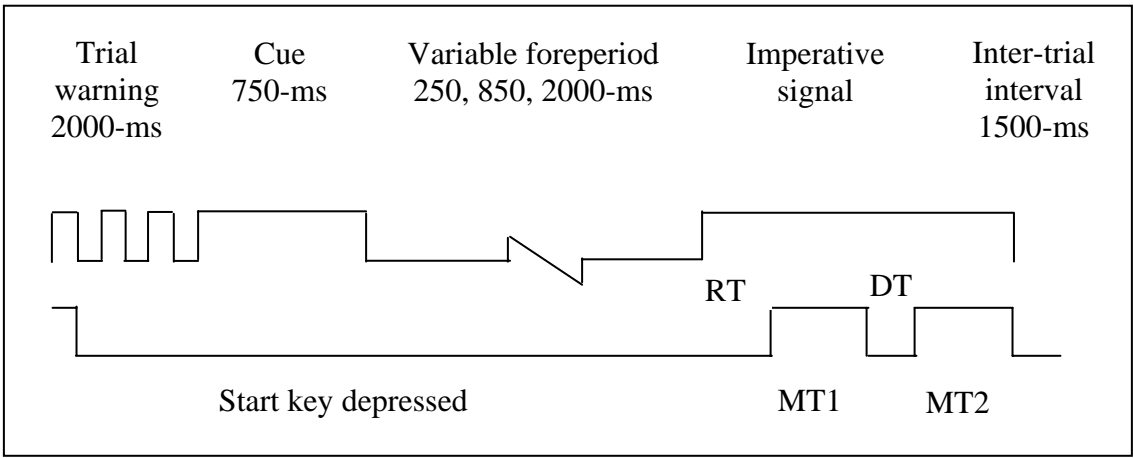 Trial
warning
2000-ms
Cue
750-ms
Variable foreperiod
250, 850, 2000-ms
Imperative
signal
Inter-trial
interval
1500-ms
RT
DT
Start key depressed
MT1
MT2